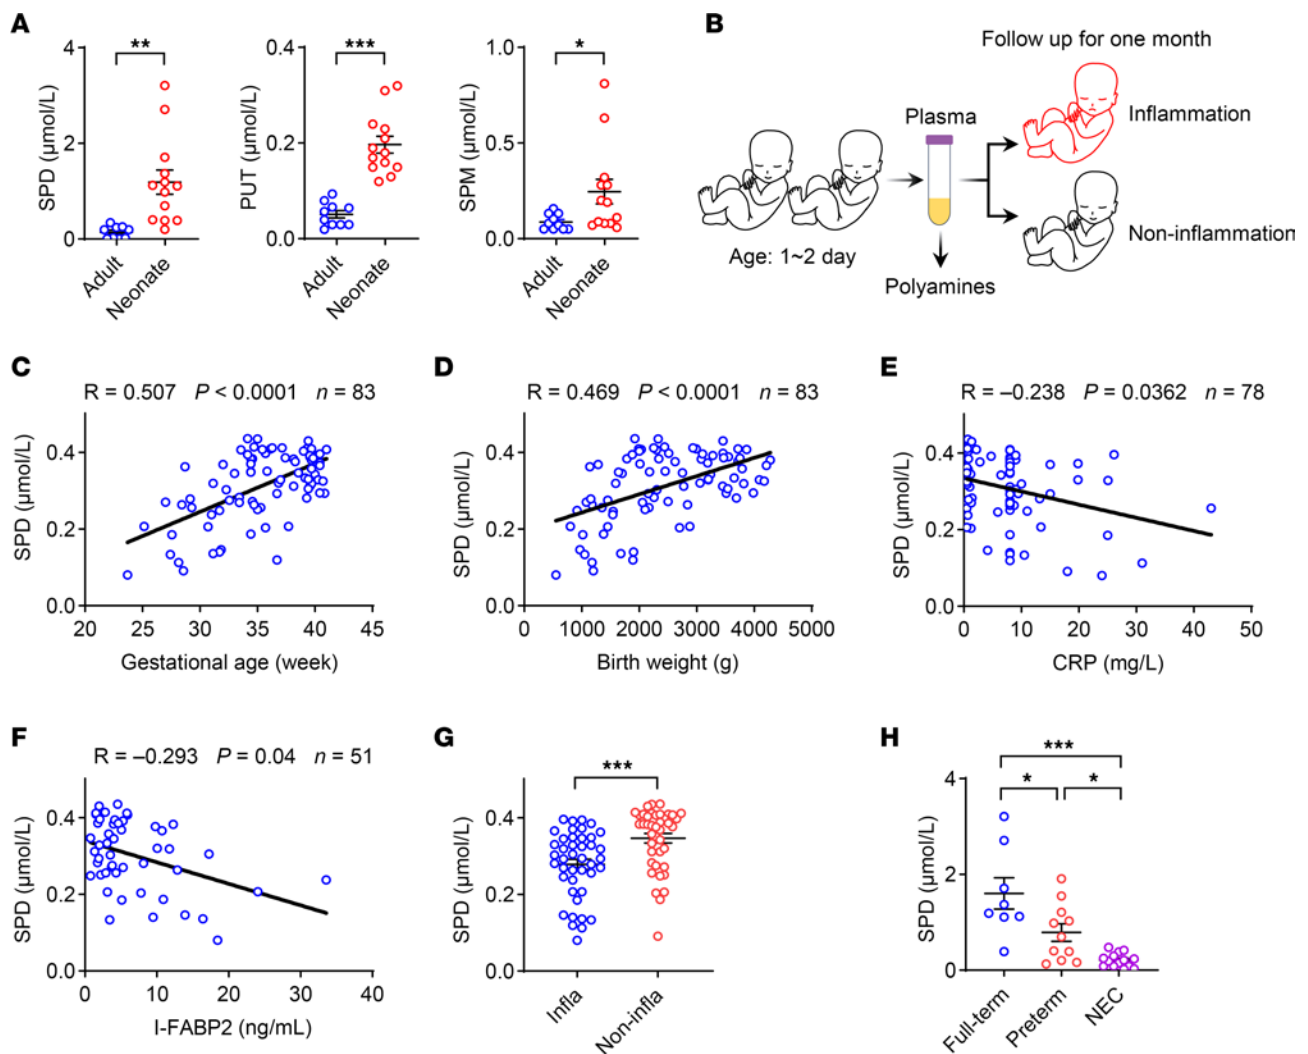 A
B
**
***
*
SPD (µmol/L)
4
2
0
Adult
Neonate
PUT (µmol/L)
0.4
0.2
0.0
Adult
Neonate
SPM (µmol/L)
1.0
0.5
0.0
Adult
Neonate
Follow up for one month
Plasma
Inflammation
Non-inflammation
Age: 1~2 day
Polyamines
C
R = 0.507 P < 0.0001 n = 83
SPD (µmol/L)
0.4
0.2
0.0
20 25 30 35 40 45
Gestational age (week)
D
R = 0.469 P < 0.0001 n = 83
SPD (µmol/L)
0.4
0.2
0.0
0 1000 2000 3000 4000 5000
Birth weight (g)
E
R = –0.238 P = 0.0362 n = 78
SPD (µmol/L)
0.4
0.2
0.0
0 10 20 30 40 50
CRP (mg/L)
F
R = –0.293 P = 0.04 n = 51
SPD (µmol/L)
0.4
0.2
0.0
0 10 20 30 40
I-FABP2 (ng/mL)
G
***
SPD (µmol/L)
0.4
0.2
0.0
Infla
Non-infla
H
***
* *
SPD (µmol/L)
4
2
0
Full-term
Preterm
NEC